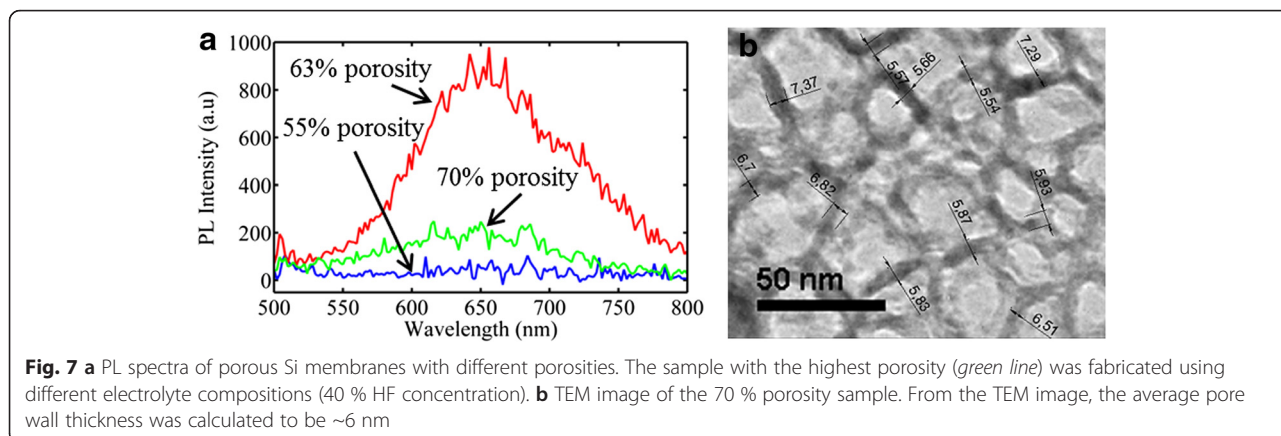 a
1000
800
600
400
200
0
PL Intensity (a.u)
63% porosity
55% porosity
70% porosity
500 550 600 650 700 750 800
Wavelength (nm)
b
7,37
5,57
5,66
5,54
7,29
6,7
6,82
5,87
5,93
5,83
6,51
50 nm
Fig. 7 a PL spectra of porous Si membranes with different porosities. The sample with the highest porosity (green line) was fabricated using
different electrolyte compositions (40 % HF concentration). b TEM image of the 70 % porosity sample. From the TEM image, the average pore
wall thickness was calculated to be ~6 nm